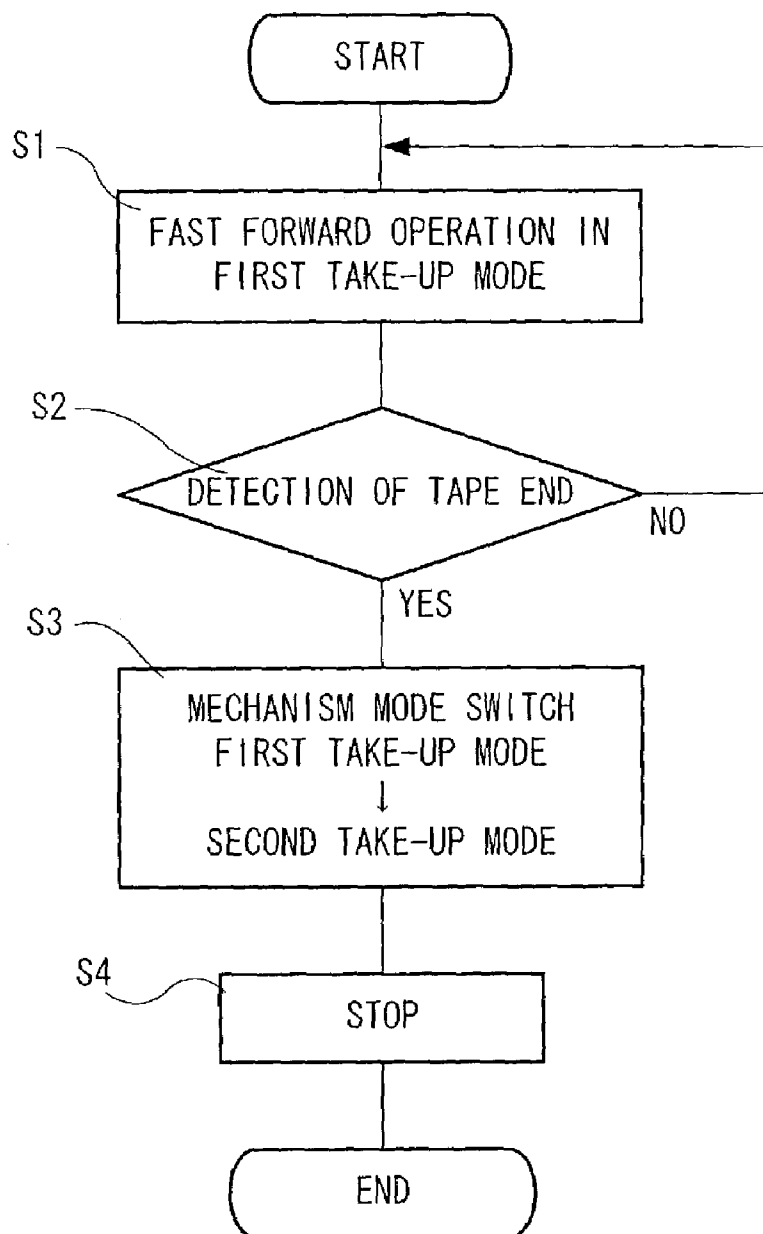 START
S1
FAST FORWARD OPERATION IN
FIRST TAKE-UP MODE
S2
DETECTION OF TAPE END
NO
YES
S3
MECHANISM MODE SWITCH
FIRST TAKE-UP MODE
↓
SECOND TAKE-UP MODE
S4
STOP
END